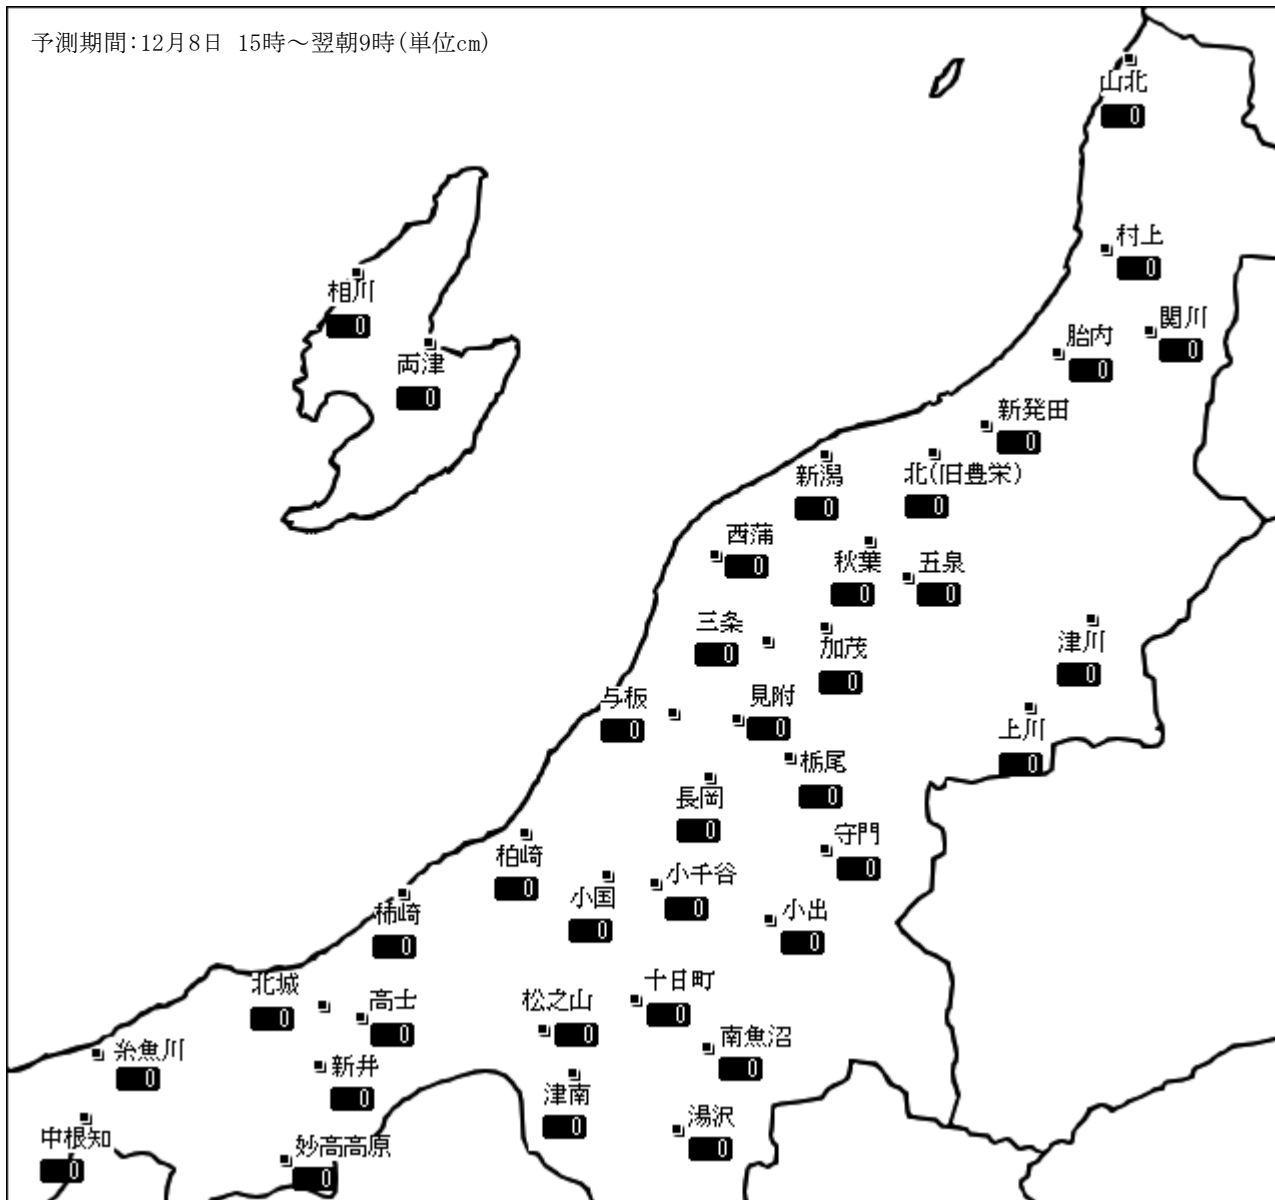 予測期間:12月8日 15時～翌朝9時(単位cm)
山北
0
村上
0
相川
0
関川
0
胎内
0
両津
0
新発田
0
新潟
0
北(旧豊栄)
0
西蒲
0
秋葉
0
五泉
0
三条
0
加茂
0
津川
0
与板
0
見附
0
上川
0
栃尾
0
長岡
0
守門
0
柏崎
0
小千谷
0
小国
0
小出
0
柿崎
0
北城
0
高士
0
松之山
0
十日町
0
南魚沼
0
糸魚川
0
新井
0
津南
0
湯沢
0
中根知
0
妙高高原
0